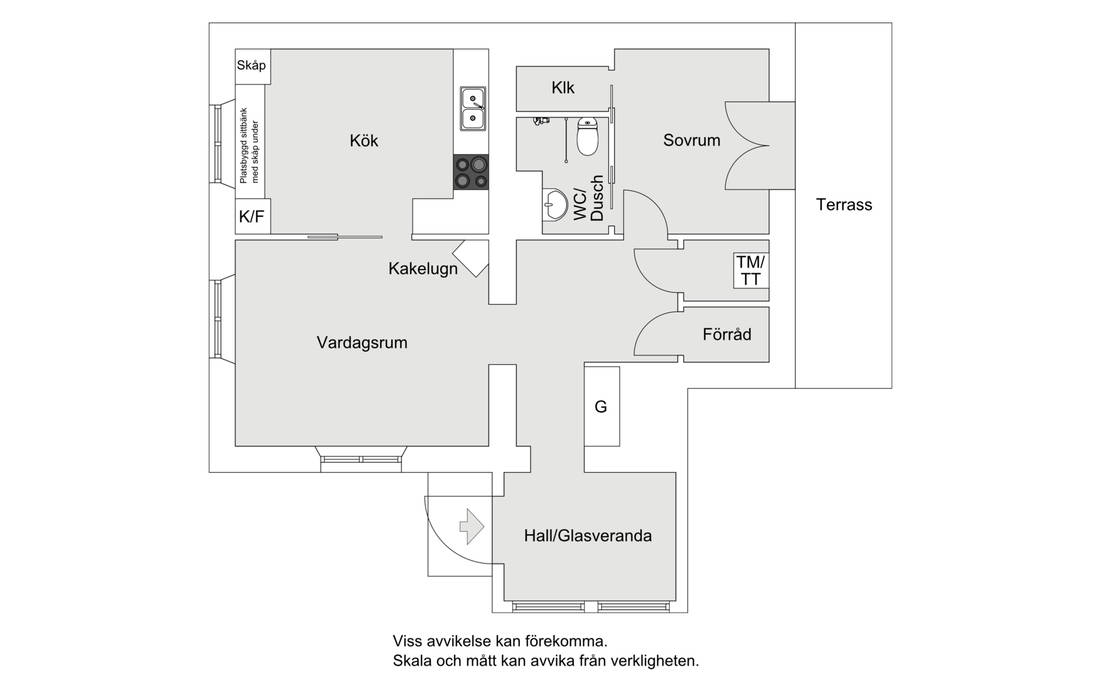 Skåp
Klk
Kök
Sovrum
Platsbyggd sittbänk
med skåp under
WC/
Dusch
K/F
Terrass
Kakelugn
TM/
TT
Förråd
Vardagsrum
G
Hall/Glasveranda
Viss avvikelse kan förekomma.
Skala och mått kan avvika från verkligheten.